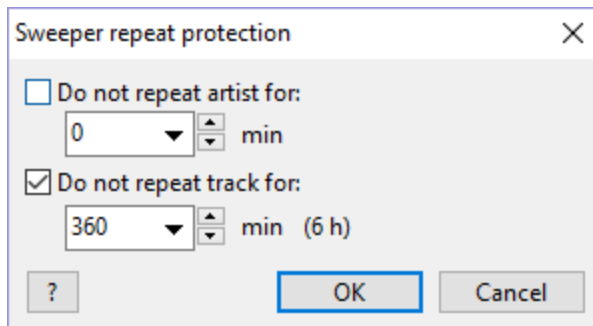 Sweeper repeat protection
Do not repeat artist for:
0 min
Do not repeat track for:
360 min (6 h)
? OK Cancel